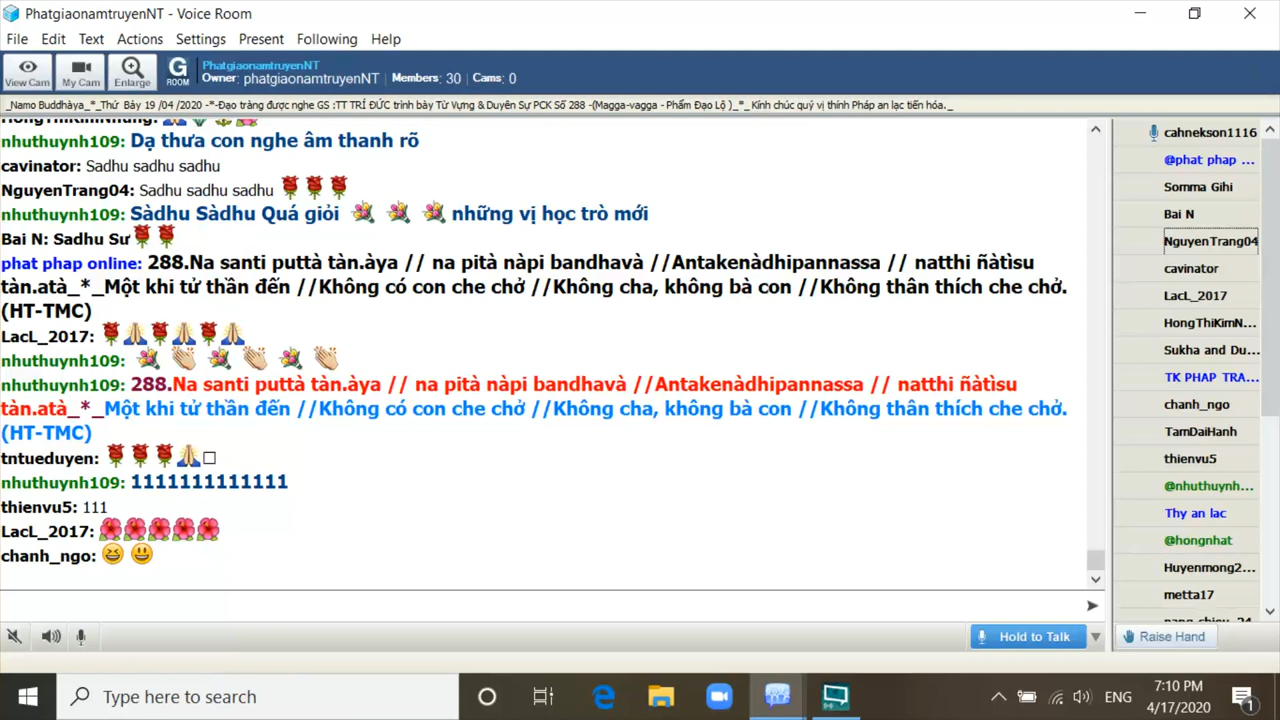 PhatgiaonamtruyenNT - Voice Room
File Edit Text Actions Settings Present Following Help
View Cam
My Cam
Enlarge
G ROOM
PhatgiaonamtruyenNT
Owner: phatgiaonamtruyenNT | Members: 30 | Cams: 0
_Namo Buddhàya_*_Thứ Bảy 19 /04 /2020 -*-Đạo tràng được nghe GS :TT TRÍ ĐỨC trình bày Từ Vựng & Duyên Sự PCK Số 288 -(Magga-vagga - Phẩm Đạo Lộ )_*_ Kính chúc quý vị thính Pháp an lạc tiến hóa._
HongThiKimNhung:
nhuthuynh109: Dạ thưa con nghe âm thanh rõ
cavinator: Sadhu sadhu sadhu
NguyenTrang04: Sadhu sadhu sadhu
nhuthuynh109: Sàdhu Sàdhu Quá giỏi những vị học trò mới
Bai N: Sadhu Sư
phat phap online: 288.Na santi puttà tàn.àya // na pità nàpi bandhavà //Antakenàdhipannassa // natthi ñàtìsu
tàn.atà_*_Một khi tử thần đến //Không có con che chở //Không cha, không bà con //Không thân thích che chở.
(HT-TMC)
LacL_2017:
nhuthuynh109:
nhuthuynh109: 288.Na santi puttà tàn.àya // na pità nàpi bandhavà //Antakenàdhipannassa // natthi ñàtìsu
tàn.atà_*_Một khi tử thần đến //Không có con che chở //Không cha, không bà con //Không thân thích che chở.
(HT-TMC)
tntueduyen:
nhuthuynh109: 1111111111111
thienvu5: 111
LacL_2017:
chanh_ngo:
Hold to Talk
cahnekson1116
@phat phap ...
Somma Gihi
Bai N
NguyenTrang04
cavinator
LacL_2017
HongThiKimN...
Sukha and Du...
TK PHAP TRA...
chanh_ngo
TamDaiHanh
thienvu5
@nhuthuynh...
Thy an lac
@hongnhat
Huyenmong2...
metta17
Raise Hand
Type here to search
ENG
7:10 PM
4/17/2020
1